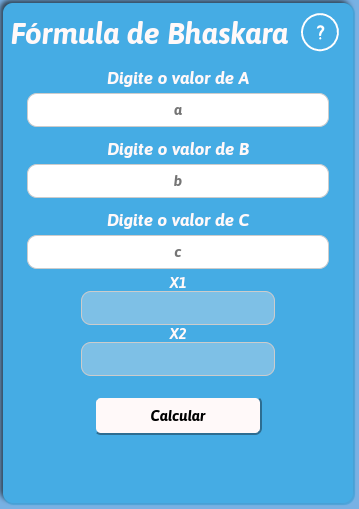 Fórmula de Bhaskara ?
Digite o valor de A
a
Digite o valor de B
b
Digite o valor de C
c
X1
X2
Calcular